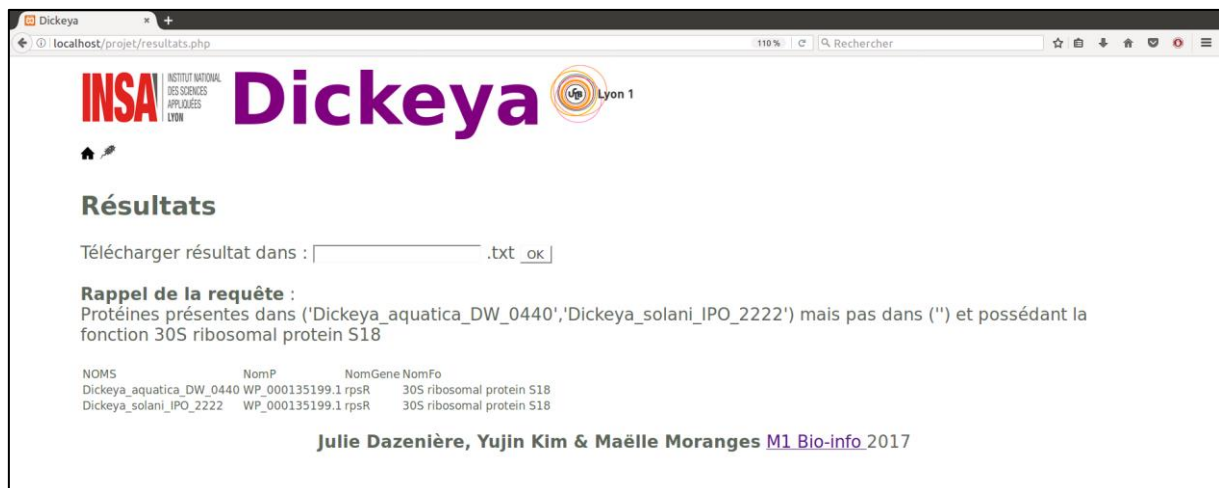 Dickeya
localhost/projet/resultats.php
110 %
Rechercher
INSA INSTITUT NATIONAL
DES SCIENCES
APPLIQUÉES
LYON
Dickeya
Lyon 1
Résultats
Télécharger résultat dans : .txt OK
Rappel de la requête :
Protéines présentes dans ('Dickeya_aquatica_DW_0440','Dickeya_solani_IPO_2222') mais pas dans ('') et possédant la
fonction 30S ribosomal protein S18
NOMS NomP NomGene NomFo
Dickeya_aquatica_DW_0440 WP_000135199.1 rpsR 30S ribosomal protein S18
Dickeya_solani_IPO_2222 WP_000135199.1 rpsR 30S ribosomal protein S18
Julie Dazenière, Yujin Kim & Maëlle Moranges M1 Bio-info 2017